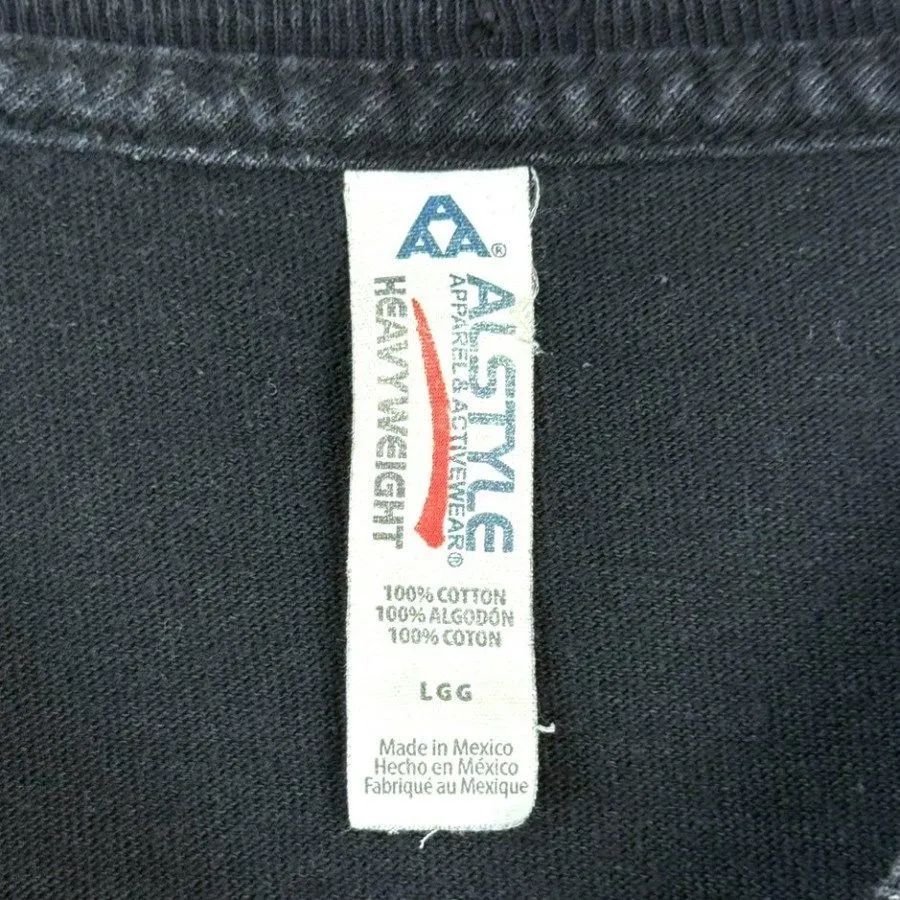 AAA®
ALSTYLE
APPAREL & ACTIVEWEAR®
HEAVYWEIGHT
100% COTTON
100% ALGODÓN
100% COTON
L G G
Made in Mexico
Hecho en México
Fabriqué au Mexique